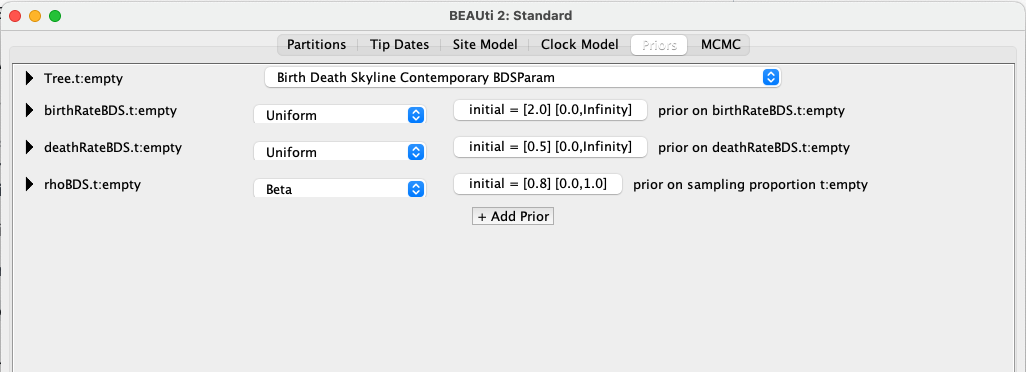 BEAUti 2: Standard
Partitions Tip Dates Site Model Clock Model Priors MCMC
Tree.t:empty Birth Death Skyline Contemporary BDSParam
birthRateBDS.t:empty Uniform initial = [2.0] [0.0,Infinity] prior on birthRateBDS.t:empty
deathRateBDS.t:empty Uniform initial = [0.5] [0.0,Infinity] prior on deathRateBDS.t:empty
rhoBDS.t:empty Beta initial = [0.8] [0.0,1.0] prior on sampling proportion t:empty
+ Add Prior